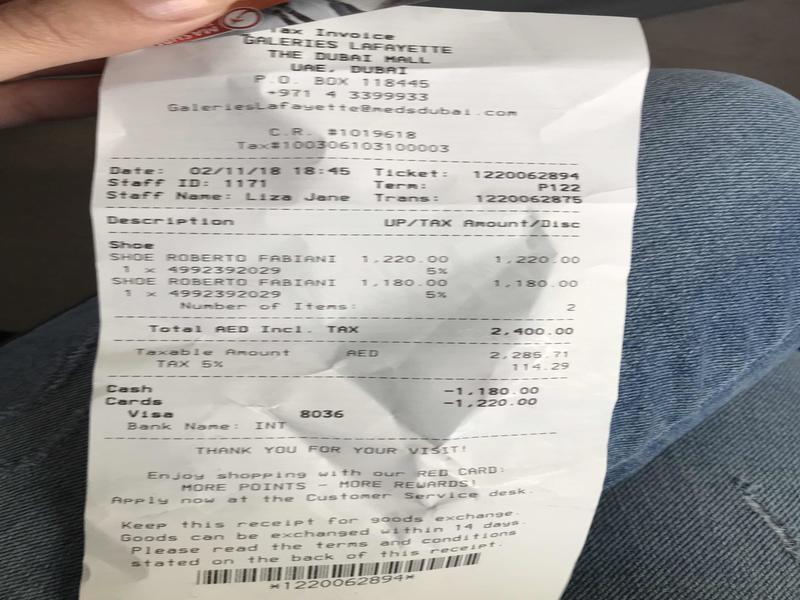 Tax Invoice
GALERIES LAFAYETTE
THE DUBAI MALL
UAE, DUBAI
P.O. BOX 118445
+971 4 3399933
GaleriesLafayette@medsdubai.com
C.R. #1019618
Tax#100306103100003
Date: 02/11/18 18:45 Ticket: 1220062894
Staff ID: 1171 Term: P122
Staff Name: Liza Jane Trans: 1220062875
Description UP/TAX Amount/Disc
Shoe
SHOE ROBERTO FABIANI 1,220.00 1,220.00
1 x 4992392029 5%
SHOE ROBERTO FABIANI 1,180.00 1,180.00
1 x 4992392029 5%
Number of Items: 2
Total AED Incl. TAX 2,400.00
Taxable Amount AED 2,285.71
TAX 5% 114.29
Cash -1,180.00
Cards -1,220.00
Visa 8036
Bank Name: INT
THANK YOU FOR YOUR VISIT!
Enjoy shopping with our RED CARD:
MORE POINTS - MORE REWARDS!
Apply now at the Customer Service desk.
Keep this receipt for goods exchange.
Goods can be exchanged within 14 days.
Please read the terms and conditions
stated on the back of this receipt.
*1220062894*